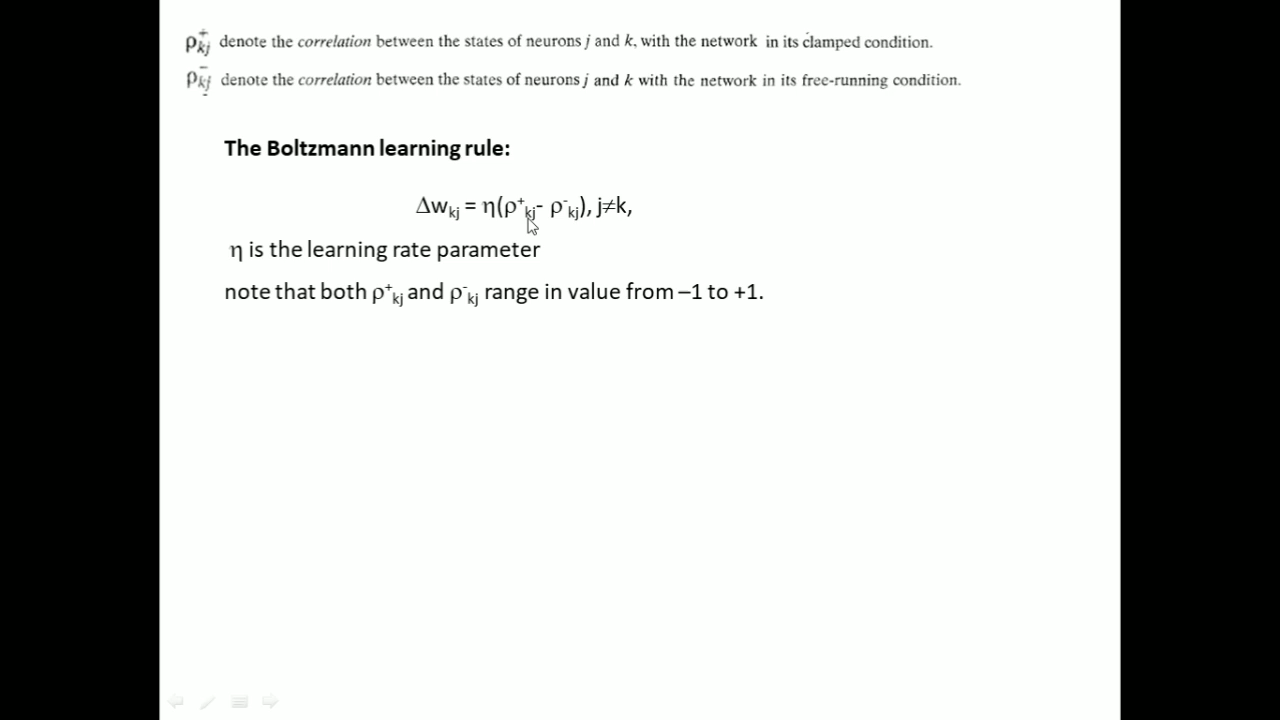 ρ⁺kj denote the correlation between the states of neurons j and k, with the network in its clamped condition.
ρ⁻kj denote the correlation between the states of neurons j and k with the network in its free-running condition.
The Boltzmann learning rule:
Δwkj = η(ρ⁺kj- ρ⁻kj), j≠k,
η is the learning rate parameter
note that both ρ⁺kj and ρ⁻kj range in value from –1 to +1.